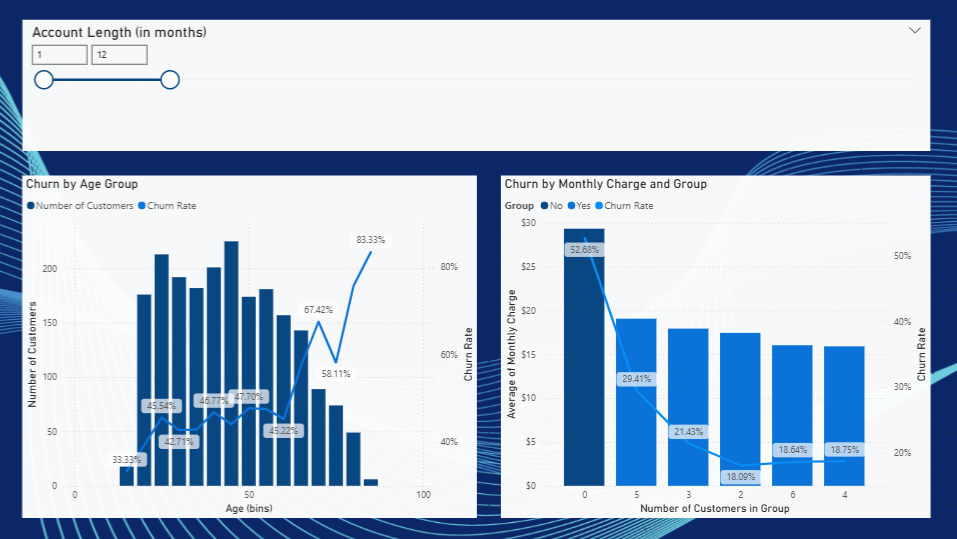 Account Length (in months)
1 12
Churn by Age Group
Number of Customers Churn Rate
83.33%
80%
200
67.42%
150
60%
58.11%
100
47.70%
46.77%
45.54%
45.22%
42.71%
40%
50
33.33%
0
0 50 100
Number of Customers
Churn Rate
Age (bins)
Churn by Monthly Charge and Group
Group No Yes Churn Rate
$30
52.68%
50%
$25
$20
40%
$15
29.41%
30%
$10
21.43%
$5
18.09%
18.64%
18.75%
20%
$0
0 5 3 2 6 4
Average of Monthly Charge
Churn Rate
Number of Customers in Group